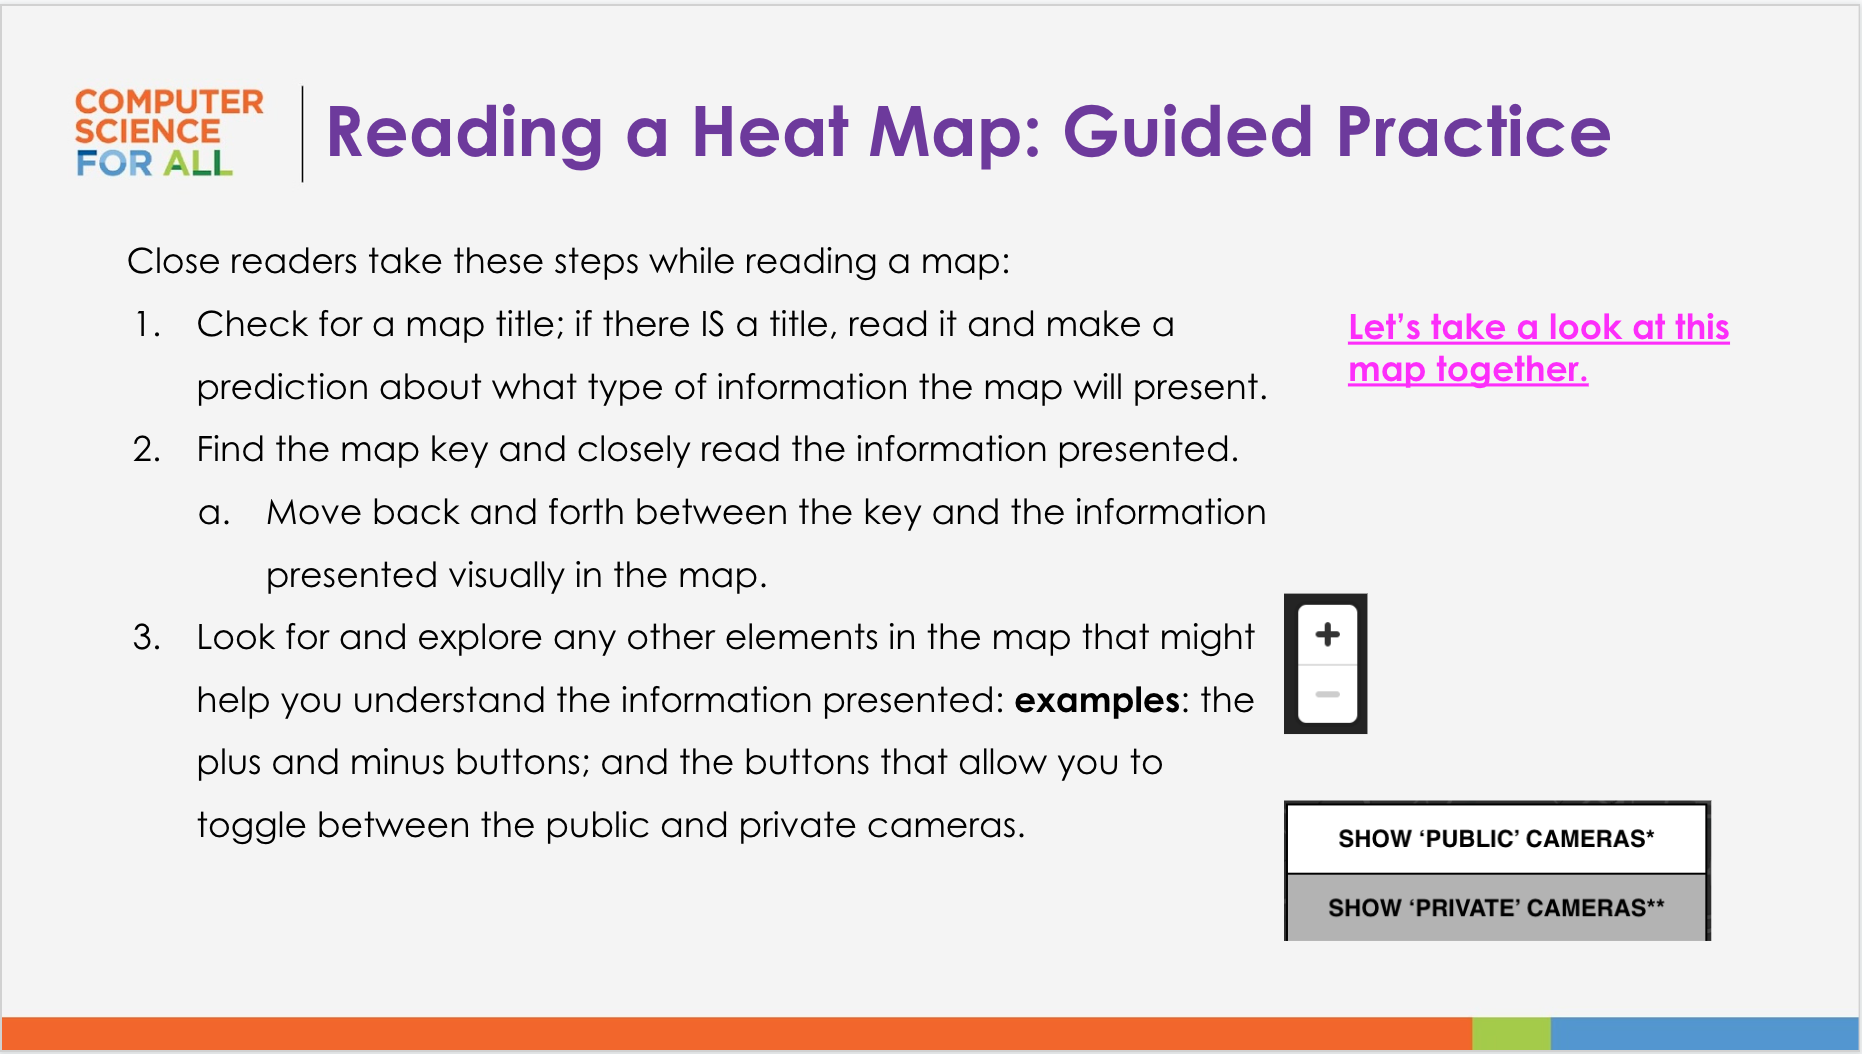 COMPUTER
SCIENCE
FOR ALL
Reading a Heat Map: Guided Practice
Close readers take these steps while reading a map:
1. Check for a map title; if there IS a title, read it and make a
prediction about what type of information the map will present.
2. Find the map key and closely read the information presented.
a. Move back and forth between the key and the information
presented visually in the map.
3. Look for and explore any other elements in the map that might
help you understand the information presented: examples: the
plus and minus buttons; and the buttons that allow you to
toggle between the public and private cameras.
Let’s take a look at this
map together.
+
−
SHOW ‘PUBLIC’ CAMERAS*
SHOW ‘PRIVATE’ CAMERAS**